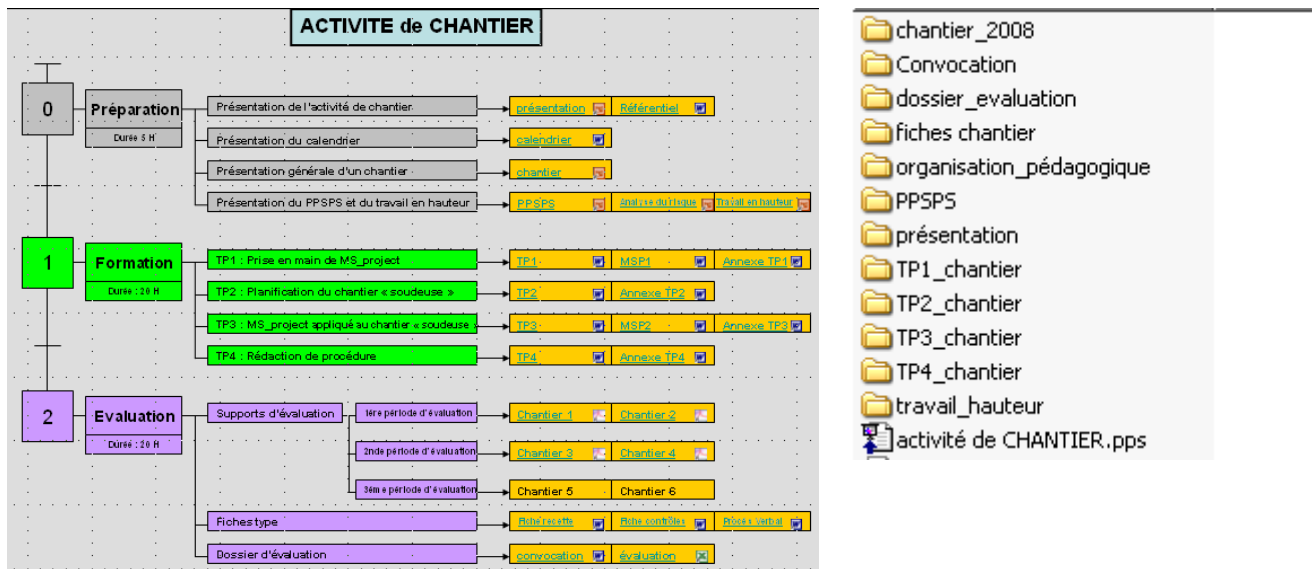 ACTIVITE de CHANTIER
0
Préparation
Durée 5 H
Présentation de l'activité de chantier
présentation Référentiel
Présentation du calendrier
calendrier
Présentation générale d'un chantier
chantier
Présentation du PPSPS et du travail en hauteur
PPSPS Analyse du risque Travail en hauteur
1
Formation
Durée : 20 H
TP1 : Prise en main de MS_project
TP1 MSP1 Annexe TP1
TP2 : Planification du chantier « soudeuse »
TP2 Annexe TP2
TP3 : MS_project appliqué au chantier « soudeuse »
TP3 MSP2 Annexe TP3
TP4 : Rédaction de procédure
TP4 Annexe TP4
2
Evaluation
Durée : 20 H
Supports d'évaluation
1ére période d'évaluation
Chantier 1 Chantier 2
2nde période d'évaluation
Chantier 3 Chantier 4
3éme période d'évaluation
Chantier 5 Chantier 6
Fiches type
Fiche recette Fiche contrôles Procès verbal
Dossier d'évaluation
convocation évaluation
chantier_2008
Convocation
dossier_evaluation
fiches chantier
organisation_pédagogique
PPSPS
présentation
TP1_chantier
TP2_chantier
TP3_chantier
TP4_chantier
travail_hauteur
activité de CHANTIER.pps